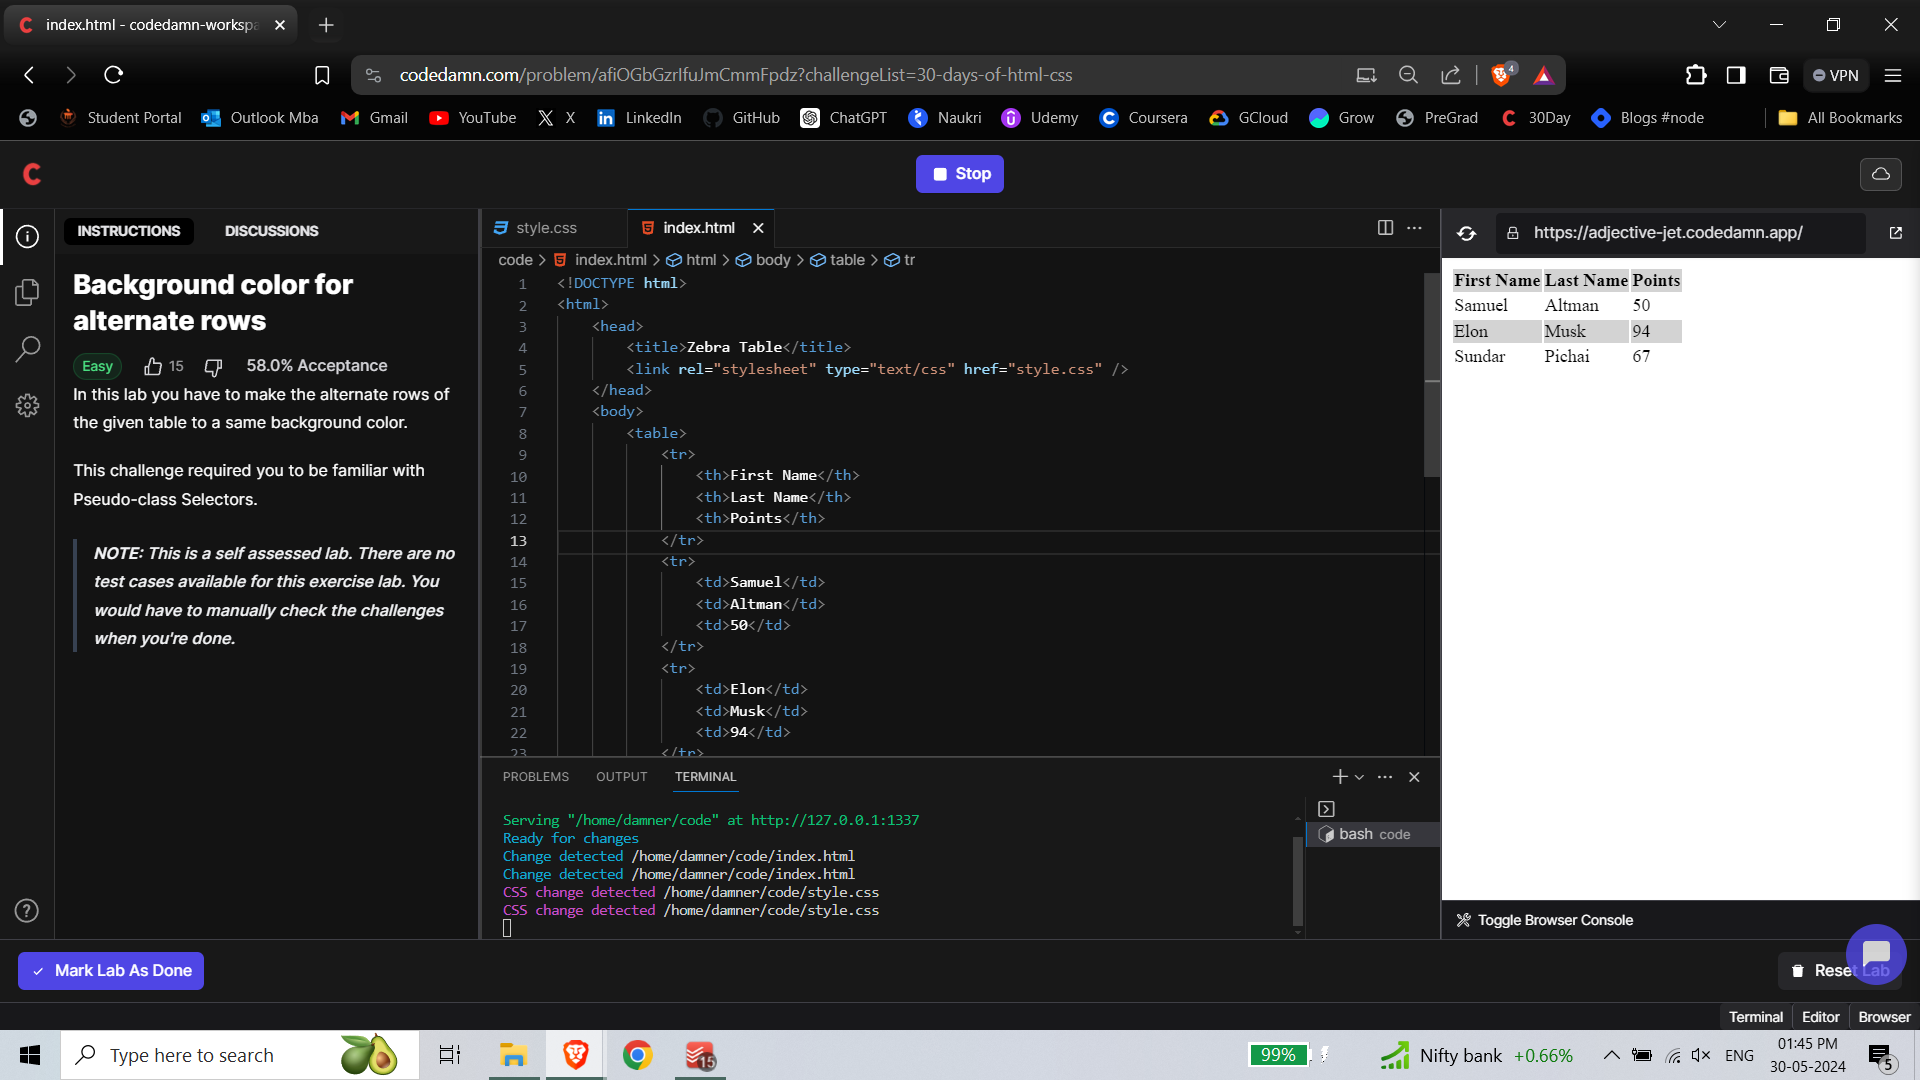 index.html - codedamn-workspa
codedamn.com/problem/afiOGbGzrIfuJmCmmFpdz?challengeList=30-days-of-html-css
4
VPN
Student Portal
Outlook Mba
Gmail
YouTube
X
LinkedIn
GitHub
ChatGPT
Naukri
Udemy
Coursera
GCloud
Grow
PreGrad
30Day
Blogs #node
All Bookmarks
Stop
INSTRUCTIONS
DISCUSSIONS
Background color for
alternate rows
Easy
15
58.0% Acceptance
In this lab you have to make the alternate rows of
the given table to a same background color.
This challenge required you to be familiar with
Pseudo-class Selectors.
NOTE: This is a self assessed lab. There are no
test cases available for this exercise lab. You
would have to manually check the challenges
when you're done.
style.css
index.html
code > index.html > html > body > table > tr
1 <!DOCTYPE html>
2 <html>
3 <head>
4 <title>Zebra Table</title>
5 <link rel="stylesheet" type="text/css" href="style.css" />
6 </head>
7 <body>
8 <table>
9 <tr>
10 <th>First Name</th>
11 <th>Last Name</th>
12 <th>Points</th>
13 </tr>
14 <tr>
15 <td>Samuel</td>
16 <td>Altman</td>
17 <td>50</td>
18 </tr>
19 <tr>
20 <td>Elon</td>
21 <td>Musk</td>
22 <td>94</td>
23 </tr>
PROBLEMS
OUTPUT
TERMINAL
Serving "/home/damner/code" at http://127.0.0.1:1337
Ready for changes
Change detected /home/damner/code/index.html
Change detected /home/damner/code/index.html
CSS change detected /home/damner/code/style.css
CSS change detected /home/damner/code/style.css
bash code
https://adjective-jet.codedamn.app/
First Name Last Name Points
Samuel Altman 50
Elon Musk 94
Sundar Pichai 67
Toggle Browser Console
Mark Lab As Done
Reset Lab
Terminal
Editor
Browser
Type here to search
15
99%
Nifty bank +0.66%
ENG
01:45 PM
30-05-2024
5